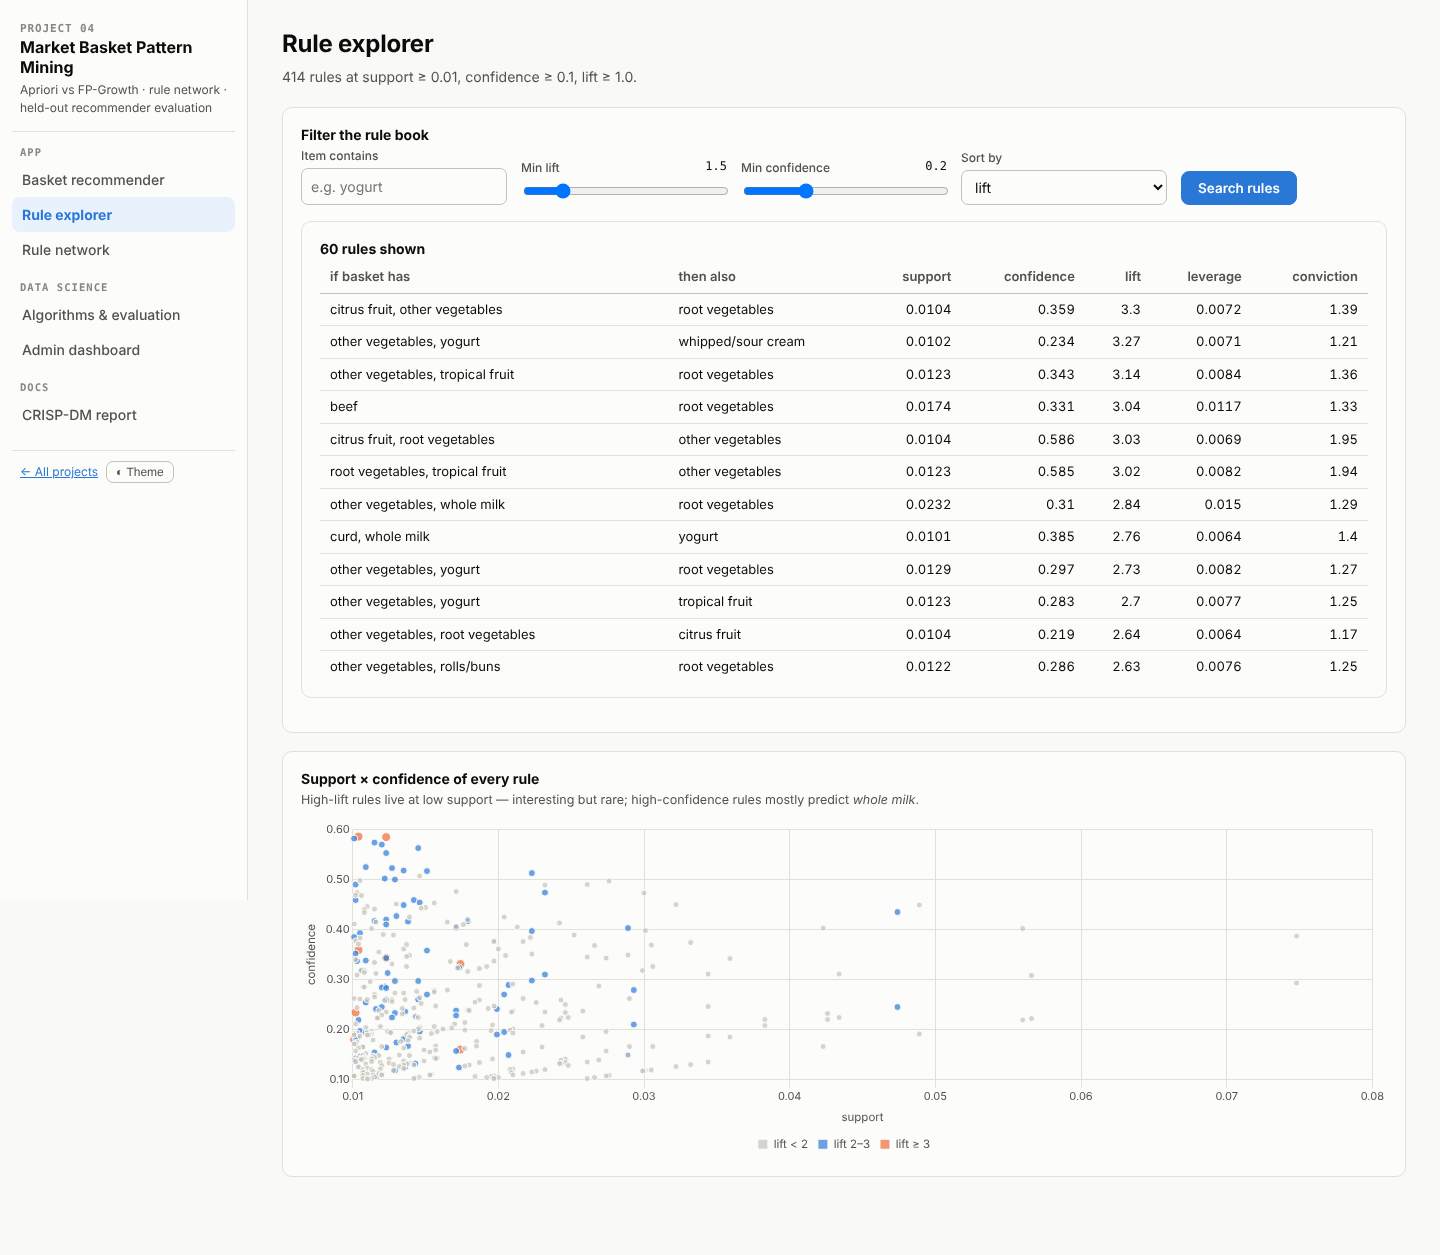 PROJECT 04
Market Basket Pattern
Mining
Apriori vs FP-Growth · rule network ·
held-out recommender evaluation
APP
Basket recommender
Rule explorer
Rule network
DATA SCIENCE
Algorithms & evaluation
Admin dashboard
DOCS
CRISP-DM report
← All projects
Theme
Rule explorer
414 rules at support ≥ 0.01, confidence ≥ 0.1, lift ≥ 1.0.
Filter the rule book
Item contains
e.g. yogurt
Min lift 1.5
Min confidence 0.2
Sort by
lift
Search rules
60 rules shown
if basket has then also support confidence lift leverage conviction
citrus fruit, other vegetables root vegetables 0.0104 0.359 3.3 0.0072 1.39
other vegetables, yogurt whipped/sour cream 0.0102 0.234 3.27 0.0071 1.21
other vegetables, tropical fruit root vegetables 0.0123 0.343 3.14 0.0084 1.36
beef root vegetables 0.0174 0.331 3.04 0.0117 1.33
citrus fruit, root vegetables other vegetables 0.0104 0.586 3.03 0.0069 1.95
root vegetables, tropical fruit other vegetables 0.0123 0.585 3.02 0.0082 1.94
other vegetables, whole milk root vegetables 0.0232 0.31 2.84 0.015 1.29
curd, whole milk yogurt 0.0101 0.385 2.76 0.0064 1.4
other vegetables, yogurt root vegetables 0.0129 0.297 2.73 0.0082 1.27
other vegetables, yogurt tropical fruit 0.0123 0.283 2.7 0.0077 1.25
other vegetables, root vegetables citrus fruit 0.0104 0.219 2.64 0.0064 1.17
other vegetables, rolls/buns root vegetables 0.0122 0.286 2.63 0.0076 1.25
Support × confidence of every rule
High-lift rules live at low support — interesting but rare; high-confidence rules mostly predict whole milk.
confidence
0.60
0.50
0.40
0.30
0.20
0.10
0.01 0.02 0.03 0.04 0.05 0.06 0.07 0.08
support
lift < 2 lift 2–3 lift ≥ 3